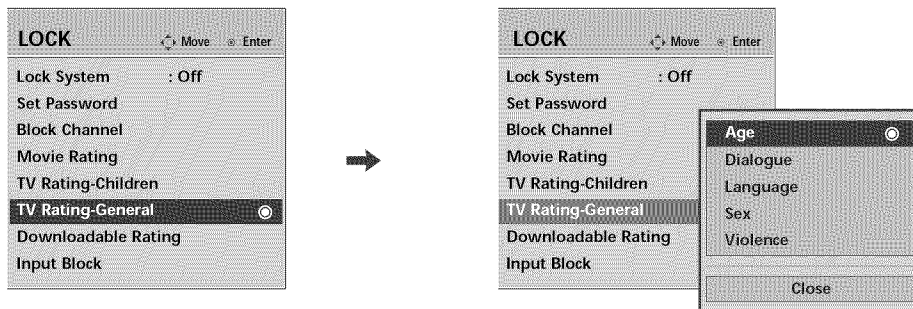 LOCK Move Enter
Lock System : Off
Set Password
Block Channel
Movie Rating
TV Rating-Children
TV Rating-General
Downloadable Rating
Input Block
LOCK Move Enter
Lock System : Off
Set Password
Block Channel
Movie Rating
TV Rating-Children
TV Rating-General
Downloadable Rating
Input Block
Age
Dialogue
Language
Sex
Violence
Close